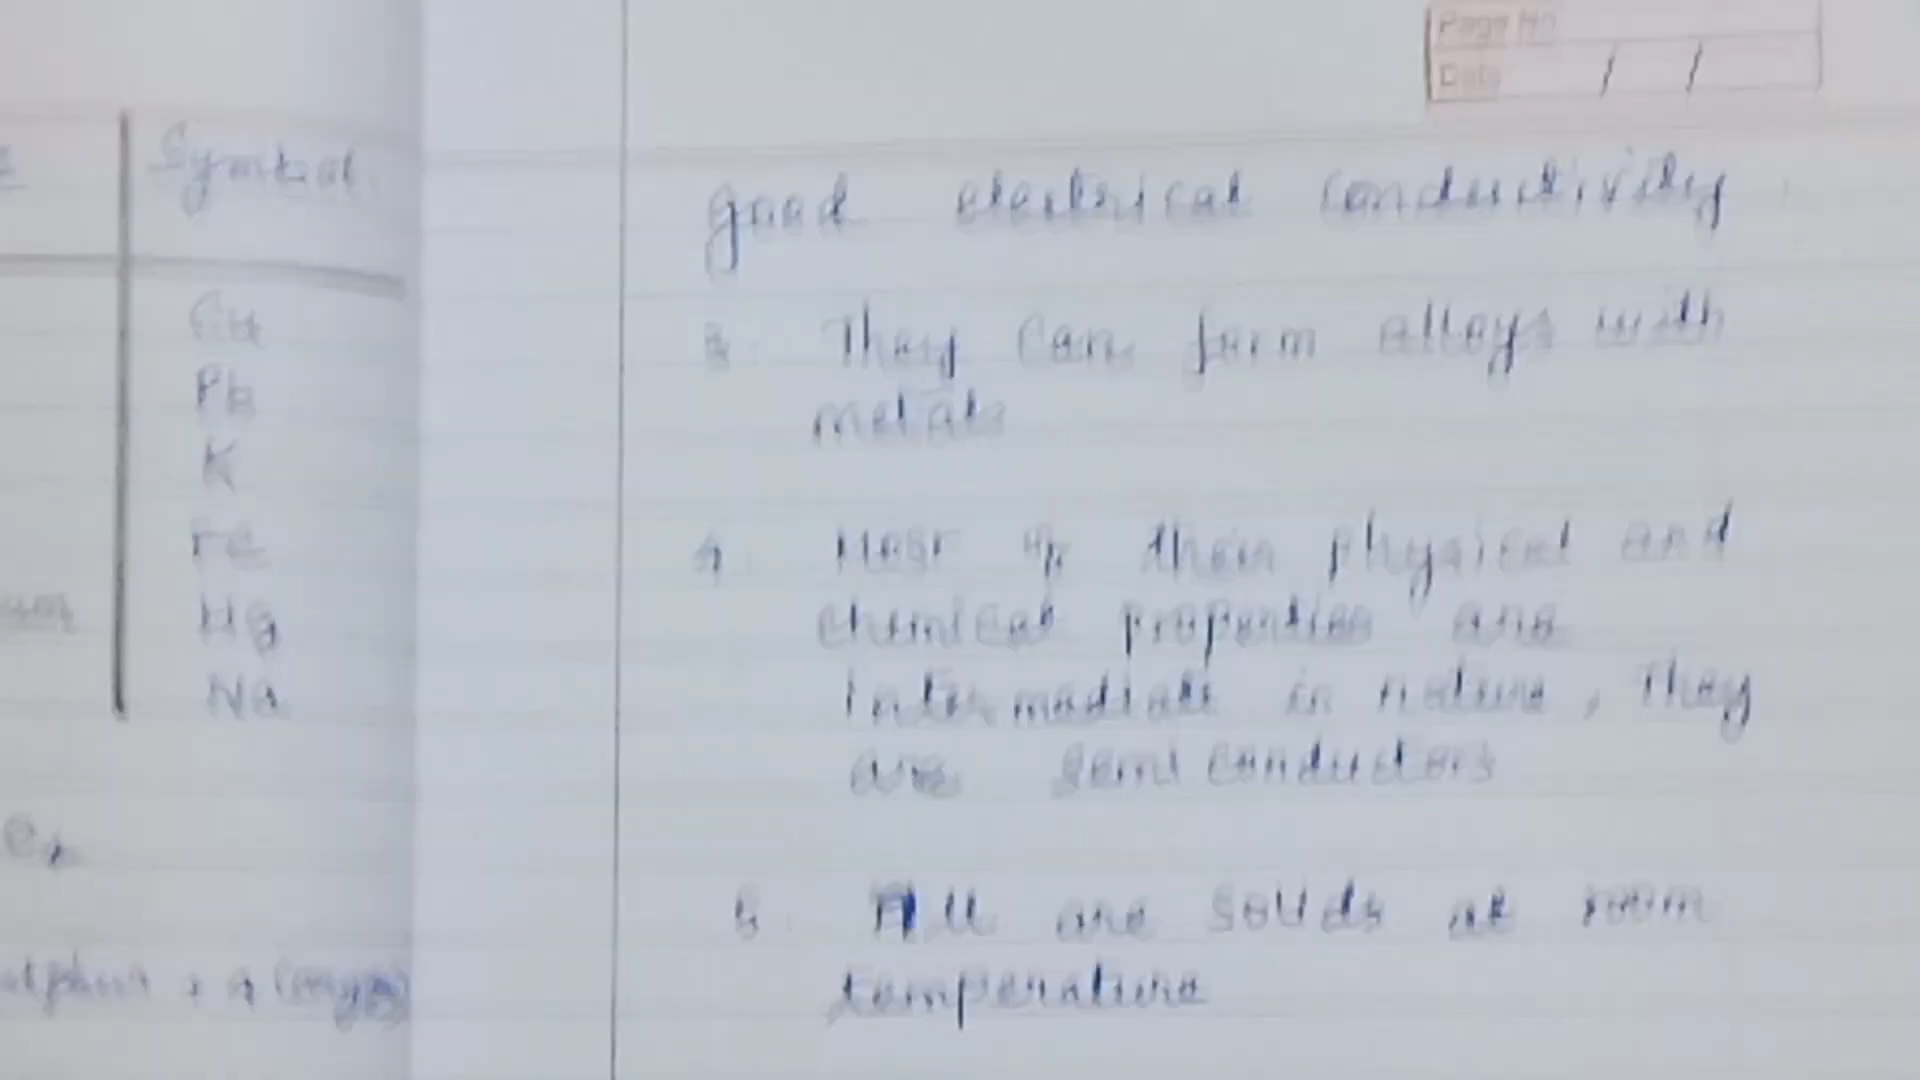 Symbol
Cu
Pb
K
Fe
Hg
Na
+ 4 (oxygen)
Page No
Date / /
good electrical conductivity
3. They can form alloys with
metals
4. Most of their physical and
chemical properties are
intermediate in nature, They
are semi conductors
5. All are solids at room
temperature